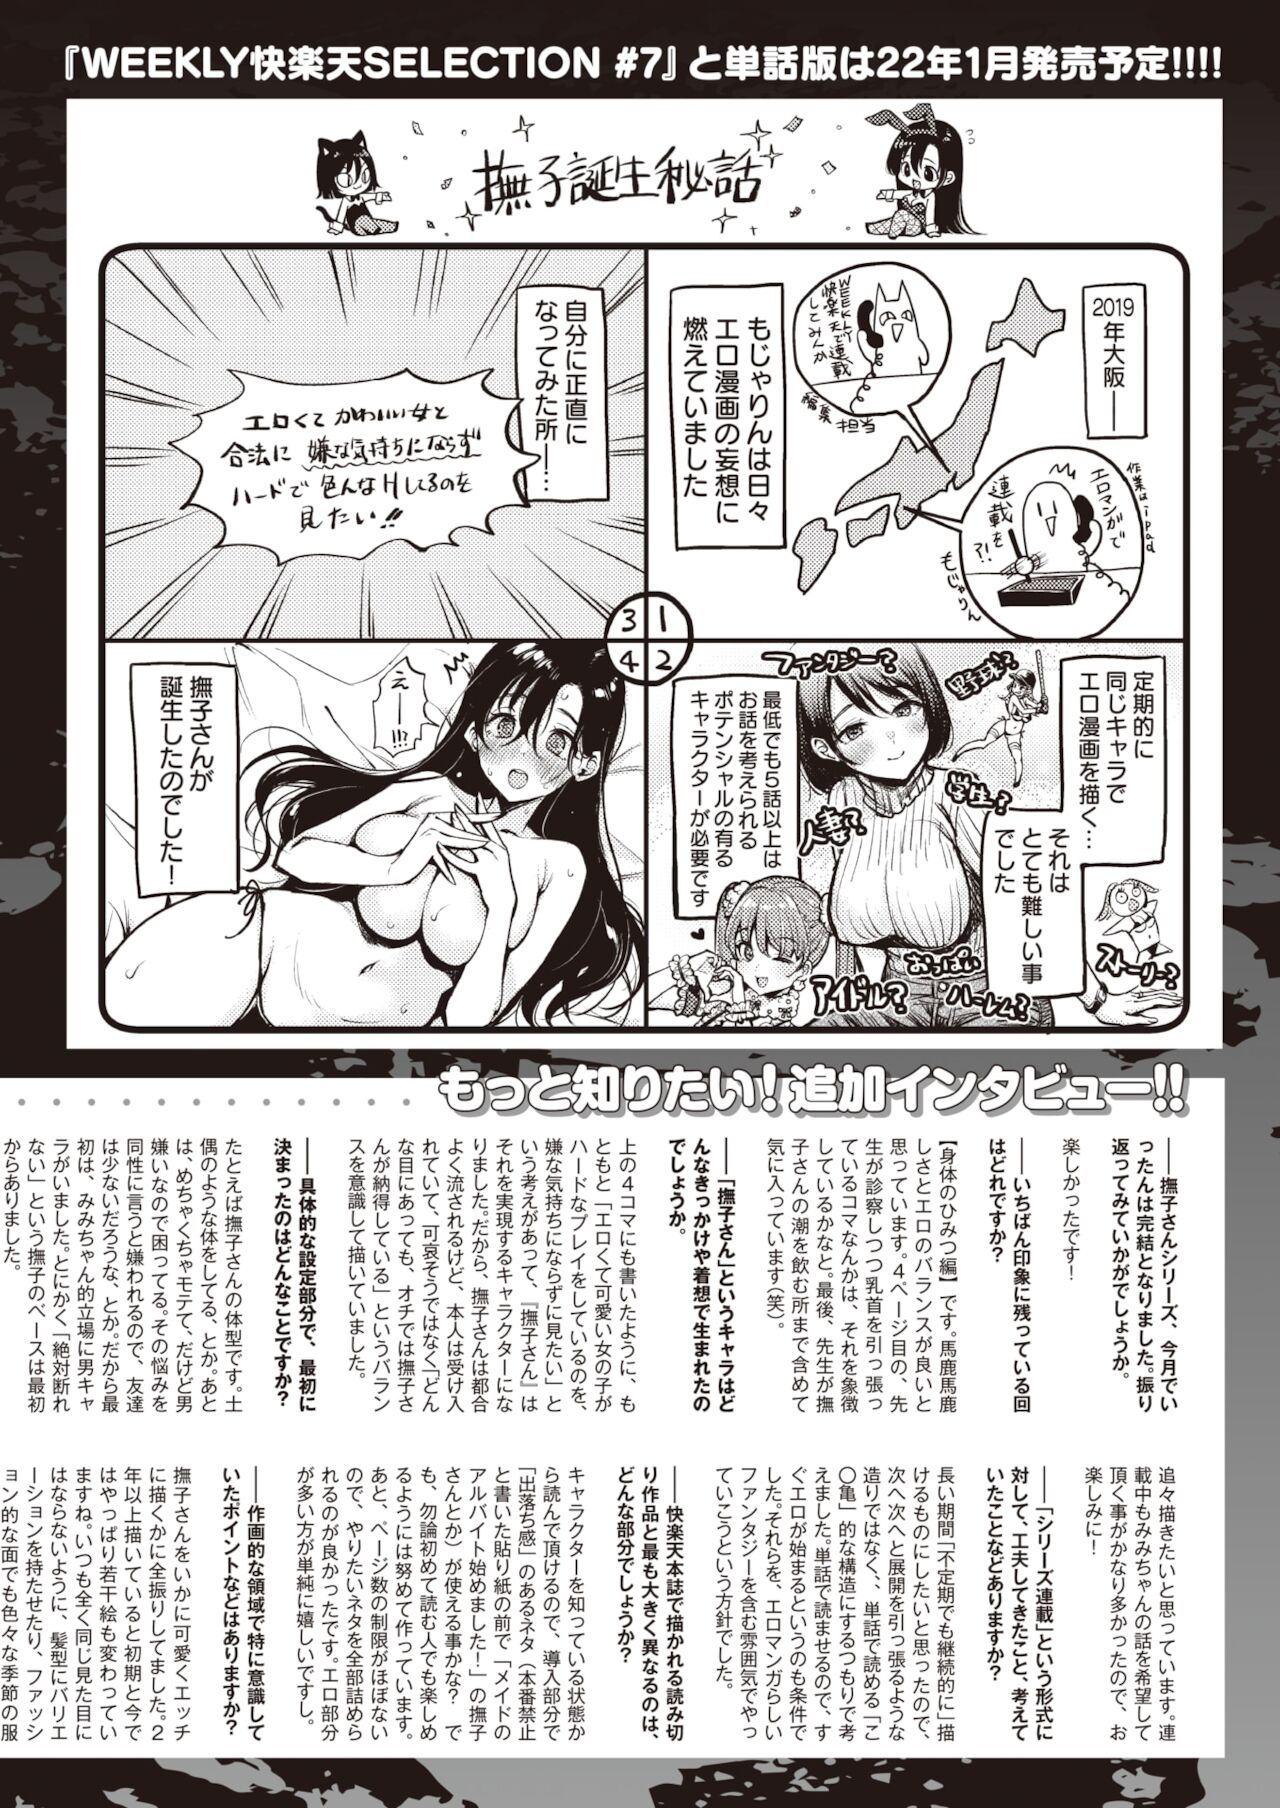 『WEEKLY快楽天SELECTION #7』と単話版は22年1月発売予定!!!!
撫子誕生秘話
2019
年大阪――
WEEKLY
快楽天で連載
してみんか
編集担当
作業はiPad
エロマンガで
連載を
?!
もじゃりん
もじゃりんは日々
エロ漫画の妄想に
燃えていました
1
定期的に
同じキャラで
エロ漫画を描く…
それは
とても難しい事
でした
野球?
ファンタジー?
学生?
人妻?
ストーリー?
おっぱい
ハーレム?
アイドル?
最低でも5話以上は
お話を考えられる
ポテンシャルの有る
キャラクターが必要です
2
自分に正直に
なってみた所――…
エロくてかわいい女と
合法に嫌な気持ちにならず
ハードで色んなHしてるのを
見たい!!
3
え――
!!?
撫子さんが
誕生したのでした!
4
もっと知りたい!追加インタビュー!!
――撫子さんシリーズ、今月でい
ったんは完結となりました。振り
返ってみていかがでしょうか。
楽しかったです!
――いちばん印象に残っている回
はどれですか?
【身体のひみつ編】です。馬鹿馬鹿
しさとエロのバランスが良いと
思っています。4ページ目の、先
生が診察しつつ乳首を引っ張っ
ているコマなんかは、それを象徴
しているかなと。最後、先生が撫
子さんの潮を飲む所まで含めて
気に入っています(笑)。
――「撫子さん」というキャラはど
んなきっかけや着想で生まれたの
でしょうか。
上の4コマにも書いたように、も
ともと「エロくて可愛い女の子が
ハードなプレイをしているのを、
嫌な気持ちにならずに見たい」と
いう考えがあって、『撫子さん』は
それを実現するキャラクターにな
りました。だから、撫子さんは都合
よく流されるけど、本人は受け入
れていて、可哀そうではなく「どん
な目にあっても、オチでは撫子さ
んが納得している」というバラン
スを意識して描いていました。
――具体的な設定部分で、最初に
決まったのはどんなことですか?
たとえば撫子さんの体型です。土
偶のような体をしてる、とか。あと
は、めちゃくちゃモテて、だけど男
嫌いなので困ってる。その悩みを
同性に言うと嫌われるので、友達
は少ないだろうな、とか。だから最
初は、みみちゃん的立場に男キャ
ラがいました。とにかく「絶対断れ
ない」という撫子のベースは最初
からありました。
追々描きたいと思っています。連
載中もみみちゃんの話を希望して
頂く事がかなり多かったので、お
楽しみに!
――「シリーズ連載」という形式に
対して、工夫してきたこと、考えて
いたことなどありますか?
長い期間「不定期でも継続的に」描
けるものにしたいと思ったので、
次へ次へと展開を引っ張るような
造りではなく、、単話で読める「こ
〇亀」的な構造にするつもりで考
えました。単話で読ませるので、す
ぐエロが始まるというのも条件で
した。それらを、エロマンガらしい
ファンタジーを含む雰囲気でやっ
ていこうという方針でした。
――快楽天本誌で描かれる読み切
り作品と最も大きく異なるのは、
どんな部分でしょうか?
キャラクターを知っている状態か
ら読んで頂けるので、導入部分で
「出落ち感」のあるネタ(本番禁止
と書いた貼り紙の前で「メイドの
アルバイト始めました!」の撫子
さんとか)が使える事かな? で
も、勿論初めて読む人でも楽しめ
るようには努めて作っています。
あと、ページ数の制限がほぼない
ので、やりたいネタを全部詰めら
れるのが良かったです。エロ部分
が多い方が単純に嬉しいですし。
――作画的な領域で特に意識して
いたポイントなどはありますか?
撫子さんをいかに可愛くエッチ
に描くかに全振りしてました。2
年以上描いていると初期と今で
はやっぱり若干絵も変わってい
ますね。いつも全く同じ見た目に
はならないように、髪型にバリエ
ーションを持たせたり、ファッシ
ョン的な面でも色々な季節の服